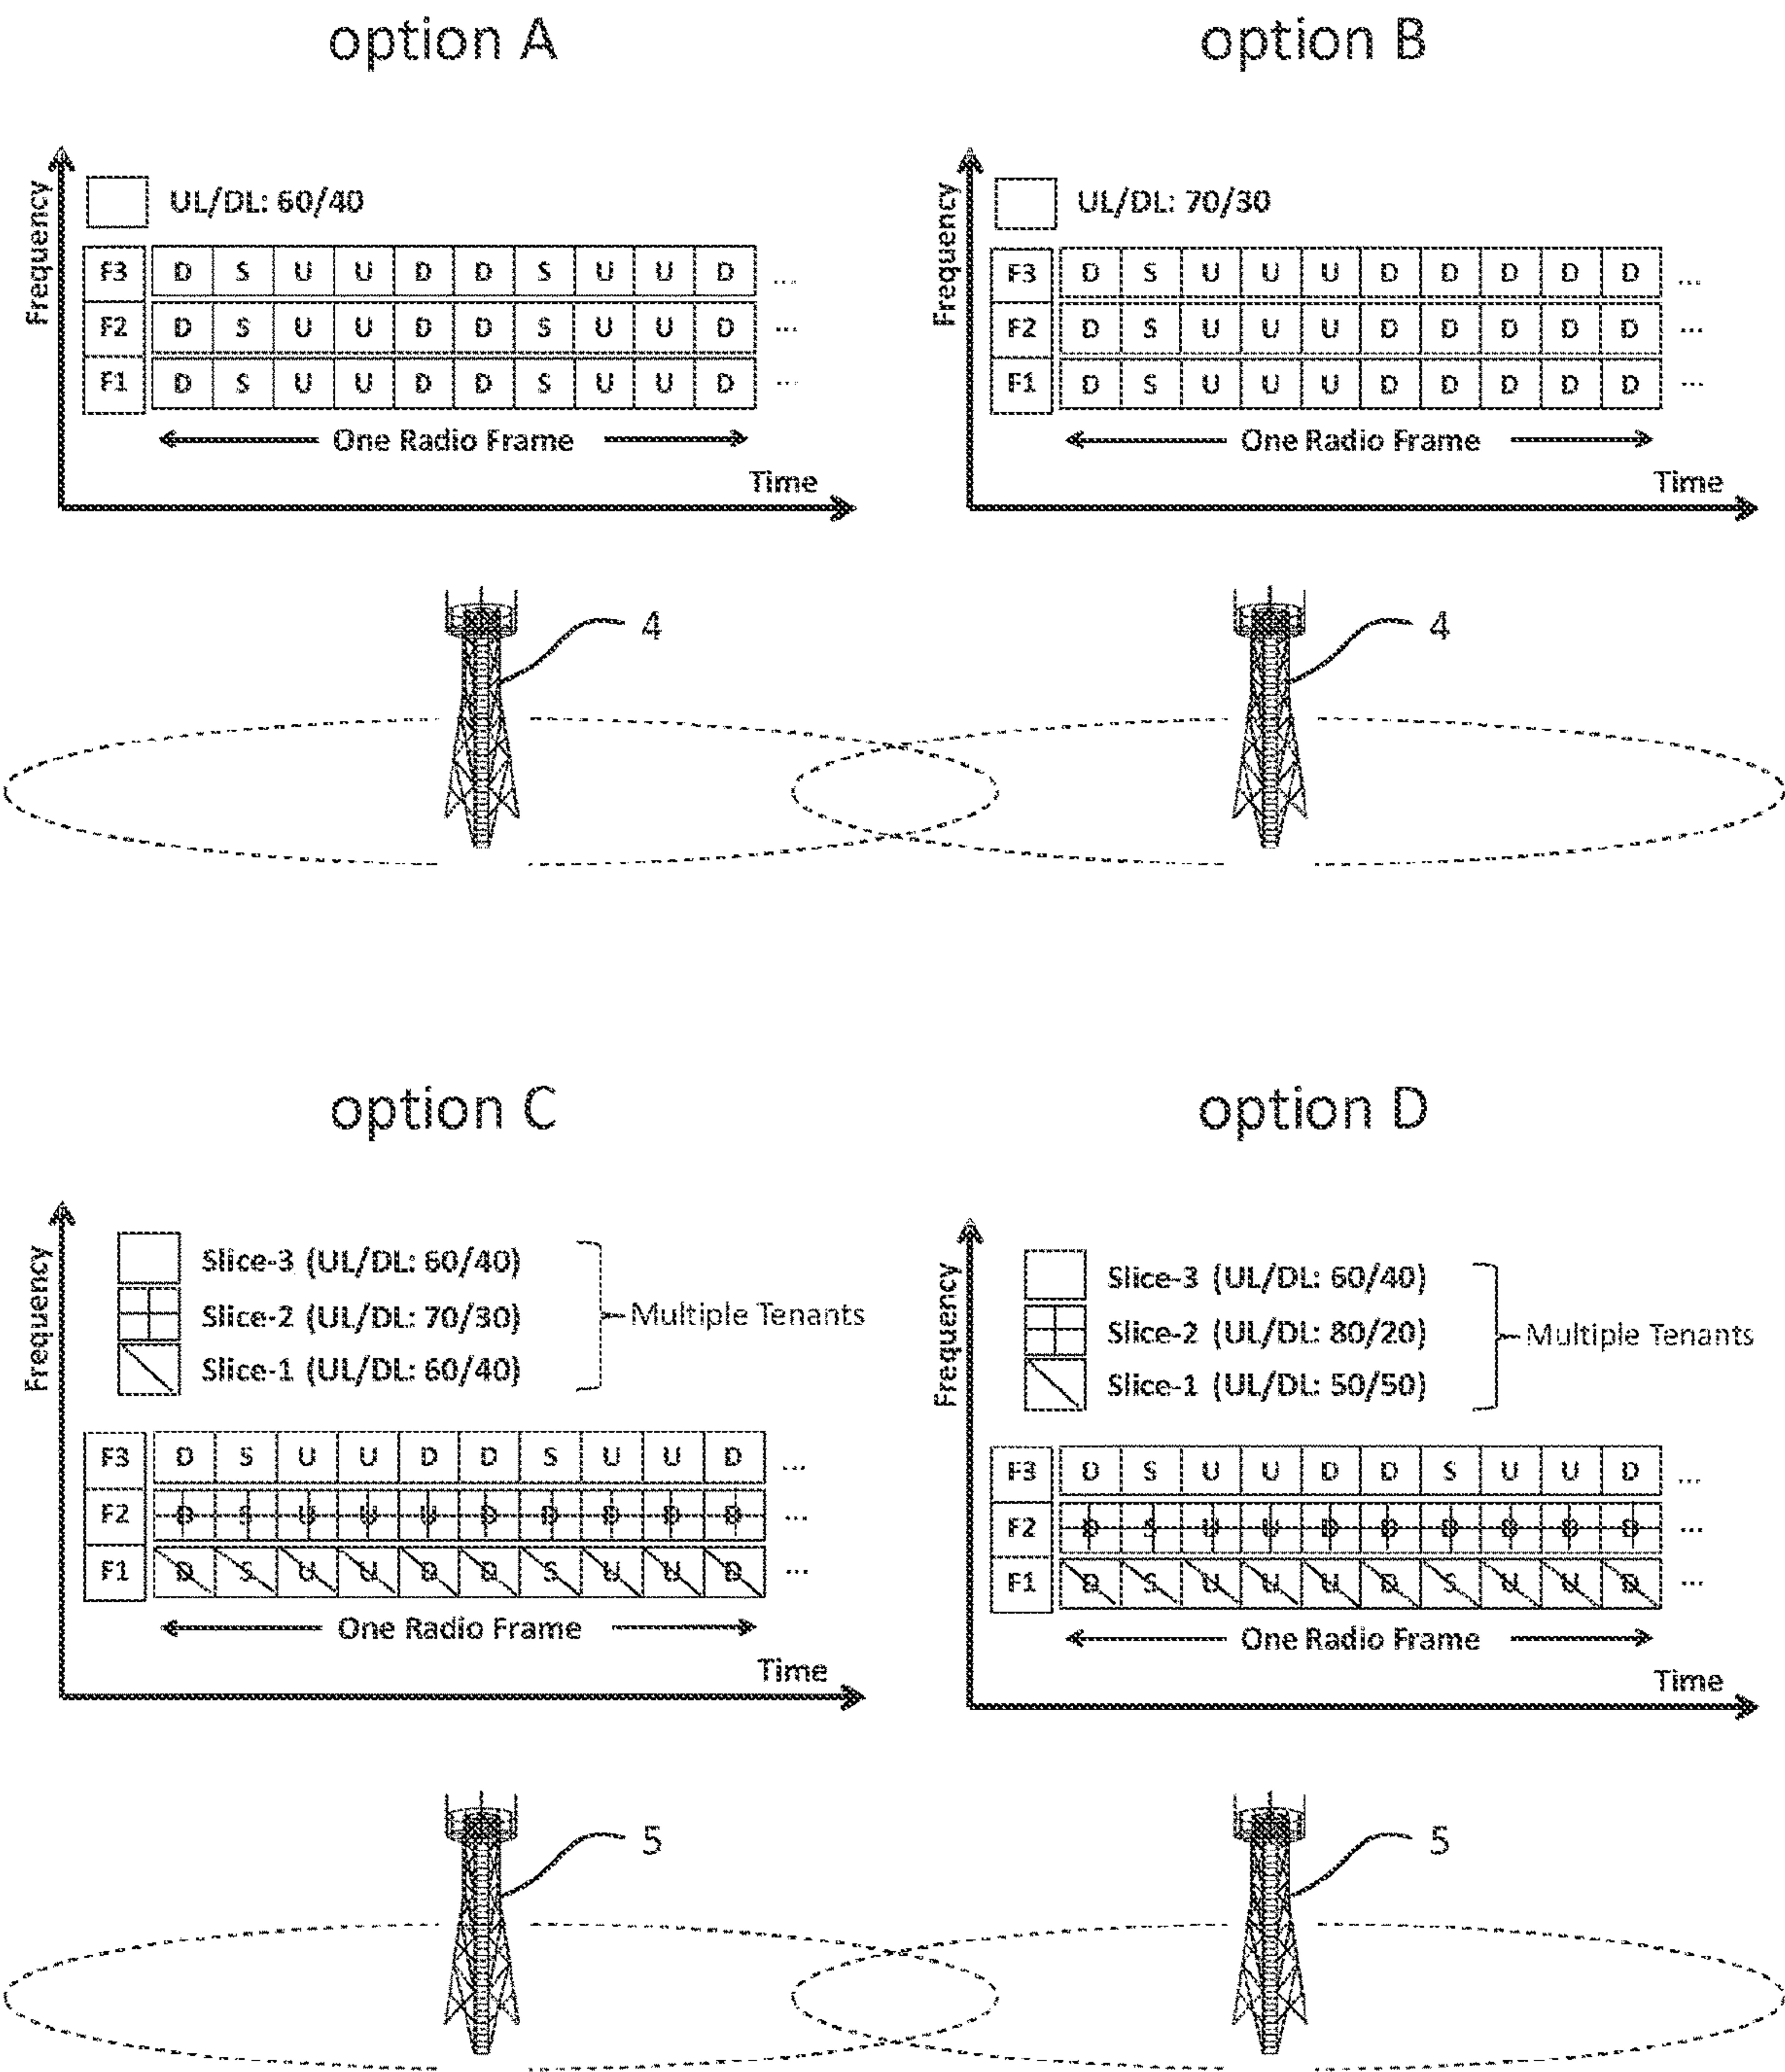 option A
Frequency
UL/DL: 60/40
F3 D S U U D D S U U D ...
F2 D S U U D D S U U D ...
F1 D S U U D D S U U D ...
One Radio Frame
Time
4
option B
Frequency
UL/DL: 70/30
F3 D S U U U D D D D D ...
F2 D S U U U D D D D D ...
F1 D S U U U D D D D D ...
One Radio Frame
Time
4
option C
Frequency
Slice-3 (UL/DL: 60/40)
Slice-2 (UL/DL: 70/30)
Slice-1 (UL/DL: 60/40)
Multiple Tenants
F3 D S U U D D S U U D ...
F2 D S U U U D D D D D ...
F1 D S U U D D S U U D ...
One Radio Frame
Time
5
option D
Frequency
Slice-3 (UL/DL: 60/40)
Slice-2 (UL/DL: 80/20)
Slice-1 (UL/DL: 50/50)
Multiple Tenants
F3 D S U U D D S U U D ...
F2 D S U U D D D D D D ...
F1 D S U U U D S U U D ...
One Radio Frame
Time
5